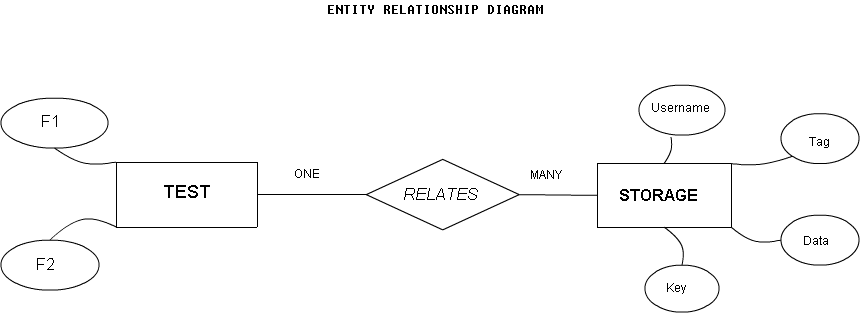 ENTITY RELATIONSHIP DIAGRAM
F1
Username
Tag
ONE
MANY
TEST
RELATES
STORAGE
F2
Data
Key